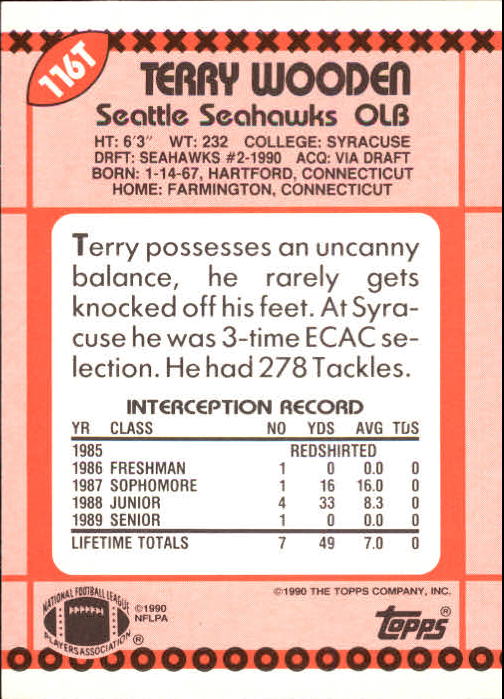 116T
TERRY WOODEN
Seattle Seahawks OLB
HT: 6'3" WT: 232 COLLEGE: SYRACUSE
DRFT: SEAHAWKS #2-1990 ACQ: VIA DRAFT
BORN: 1-14-67, HARTFORD, CONNECTICUT
HOME: FARMINGTON, CONNECTICUT
Terry possesses an uncanny
balance, he rarely gets
knocked off his feet. At Syra-
cuse he was 3-time ECAC se-
lection. He had 278 Tackles.
INTERCEPTION RECORD
YR CLASS NO YDS AVG TDS
1985 REDSHIRTED
1986 FRESHMAN 1 0 0.0 0
1987 SOPHOMORE 1 16 16.0 0
1988 JUNIOR 4 33 8.3 0
1989 SENIOR 1 0 0.0 0
LIFETIME TOTALS 7 49 7.0 0
©1990 THE TOPPS COMPANY, INC.
NATIONAL FOOTBALL LEAGUE
PLAYERS ASSOCIATION ®
©1990
NFLPA
TOPPS ®